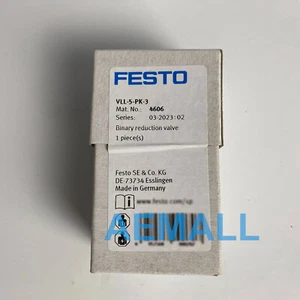 FESTO
VLL-5-PK-3
Mat. No.: 4606
Series: 03-2023:02
Binary reduction valve
1 piece(s)
Festo SE & Co. KG
DE-73734 Esslingen
Made in Germany
www.festo.com/sp
AEMALL